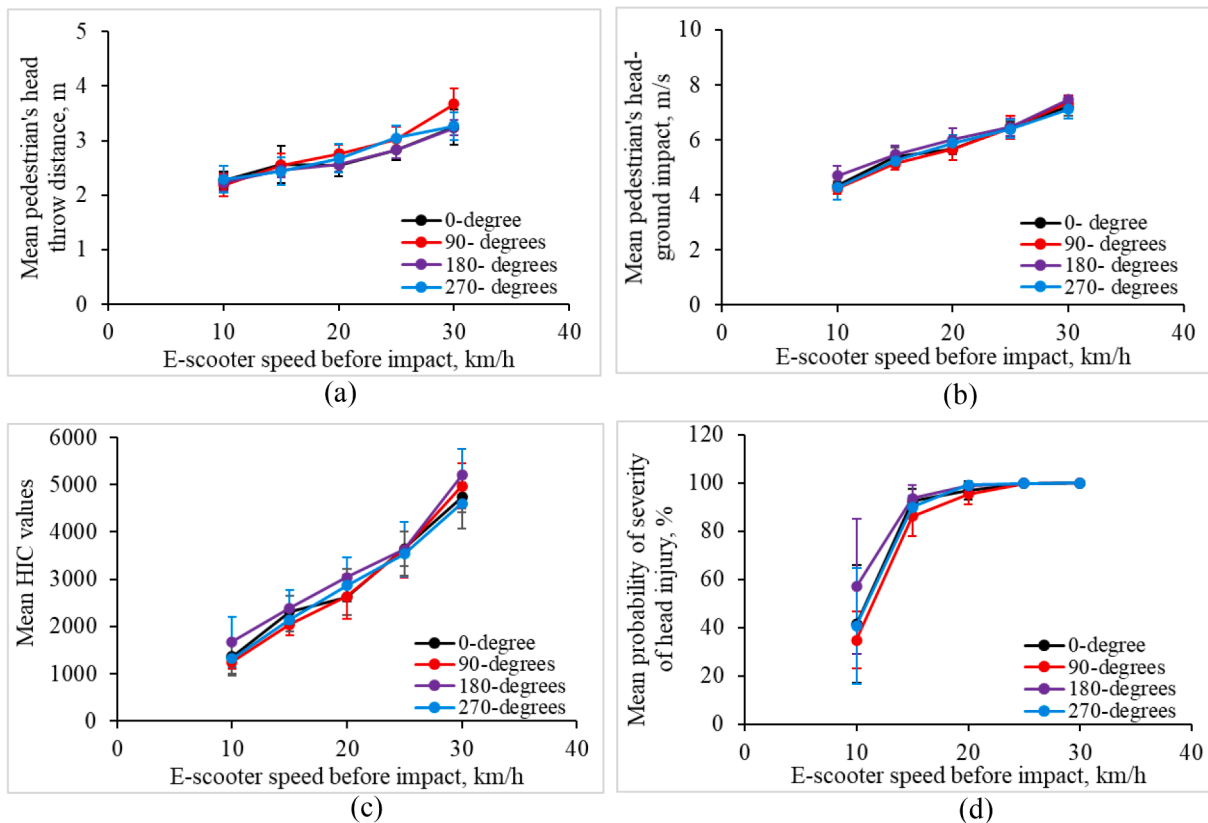 5
4
3
2
1
0
0
10
20
30
40
Mean pedestrian's head
throw distance, m
0-degree
90- degrees
180- degrees
270- degrees
E-scooter speed before impact, km/h
(a)
10
8
6
4
2
0
0
10
20
30
40
Mean pedestrian's head-
ground impact, m/s
0- degree
90- degrees
180- degrees
270- degrees
E-scooter speed before impact, km/h
(b)
6000
5000
4000
3000
2000
1000
0
0
10
20
30
40
Mean HIC values
0-degree
90-degrees
180-degrees
270-degrees
E-scooter speed before impact, km/h
(c)
120
100
80
60
40
20
0
0
10
20
30
40
Mean probability of severity
of head injury, %
0-degree
90-degrees
180-degrees
270-degrees
E-scooter speed before impact, km/h
(d)